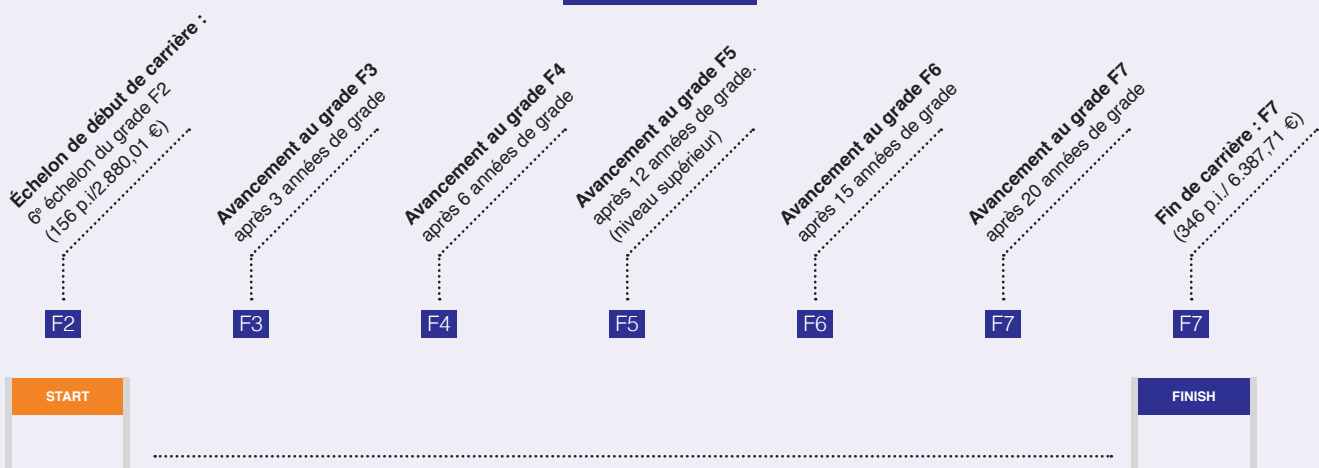 Échelon de début de carrière :
6e échelon du grade F2
(156 p.i/2.880,01 €)
Avancement au grade F3
après 3 années de grade
Avancement au grade F4
après 6 années de grade
Avancement au grade F5
après 12 années de grade.
(niveau supérieur)
Avancement au grade F6
après 15 années de grade
Avancement au grade F7
après 20 années de grade
Fin de carrière : F7
(346 p.i./ 6.387,71 €)
F2
F3
F4
F5
F6
F7
F7
START
FINISH